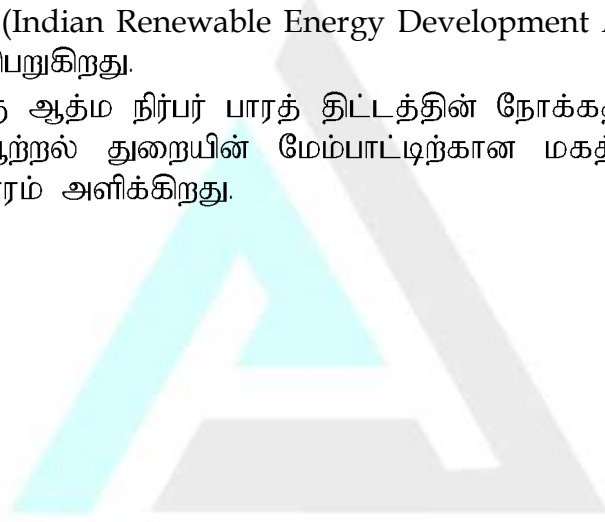 (Indian Renewable Energy Development
பெறுகிறது.
ஆத்ம நிர்பர் பாரத் திட்டத்தின்
துறையின் மேம்பாட்டிற்கான
அளிக்கிறது.